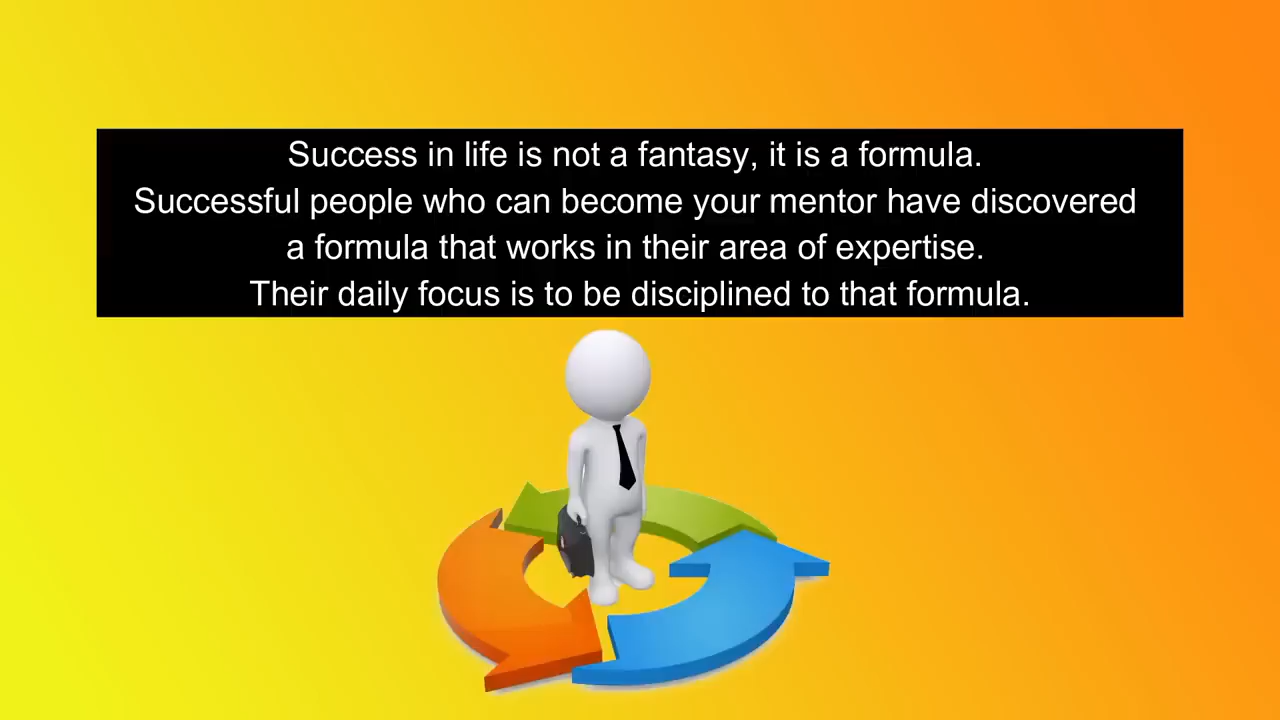 Success in life is not a fantasy, it is a formula.
Successful people who can become your mentor have discovered
a formula that works in their area of expertise.
Their daily focus is to be disciplined to that formula.